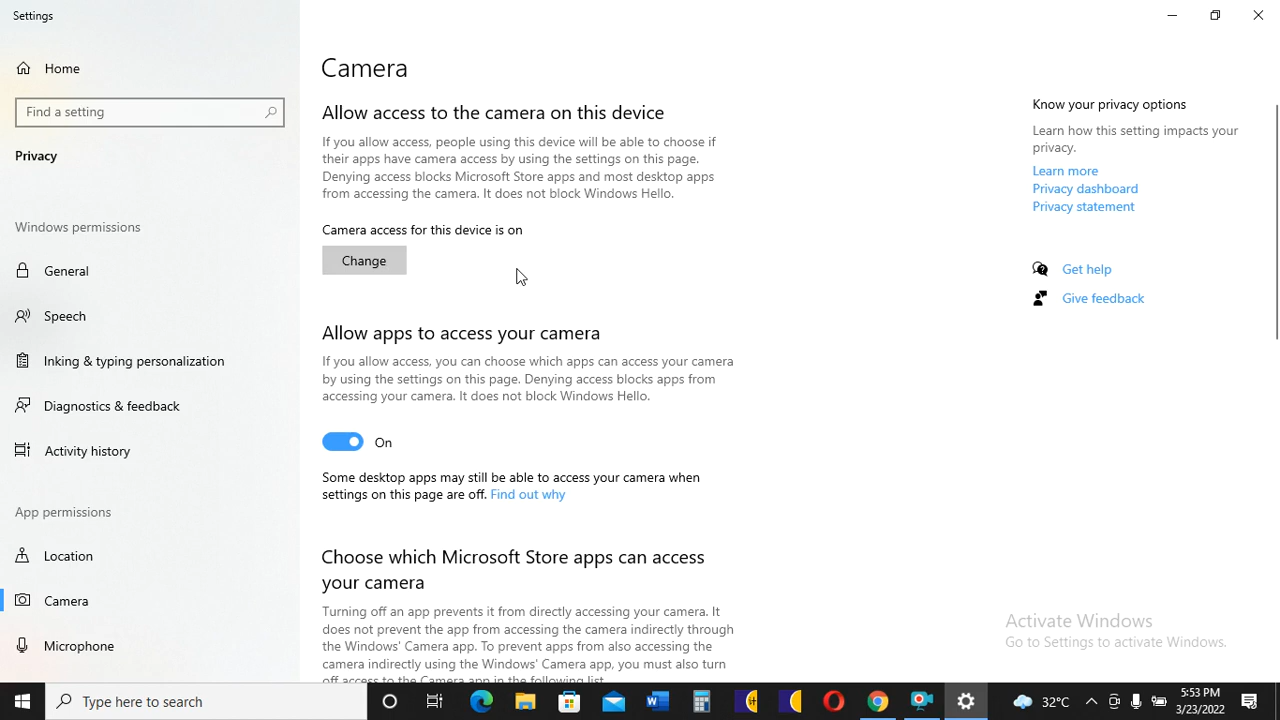 Settings
Home
Find a setting
Privacy
Windows permissions
General
Speech
Inking & typing personalization
Diagnostics & feedback
Activity history
App permissions
Location
Camera
Microphone
Camera
Allow access to the camera on this device
If you allow access, people using this device will be able to choose if
their apps have camera access by using the settings on this page.
Denying access blocks Microsoft Store apps and most desktop apps
from accessing the camera. It does not block Windows Hello.
Camera access for this device is on
Change
Allow apps to access your camera
If you allow access, you can choose which apps can access your camera
by using the settings on this page. Denying access blocks apps from
accessing your camera. It does not block Windows Hello.
On
Some desktop apps may still be able to access your camera when
settings on this page are off. Find out why
Choose which Microsoft Store apps can access
your camera
Turning off an app prevents it from directly accessing your camera. It
does not prevent the app from accessing the camera indirectly through
the Windows' Camera app. To prevent apps from also accessing the
camera indirectly using the Windows' Camera app, you must also turn
off access to the Camera app in the following list.
Know your privacy options
Learn how this setting impacts your
privacy.
Learn more
Privacy dashboard
Privacy statement
Get help
Give feedback
Activate Windows
Go to Settings to activate Windows.
Type here to search
32°C
5:53 PM
3/23/2022